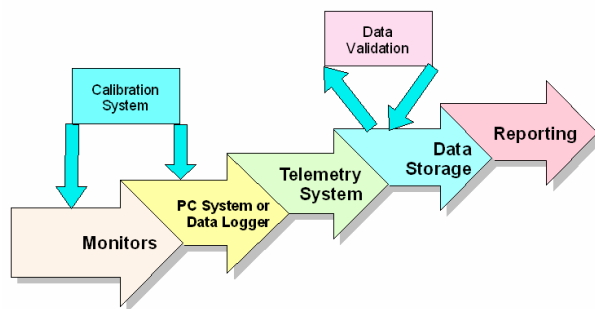 Data
Validation
Calibration
System
Reporting
Data
Storage
Telemetry
System
PC System or
Data Logger
Monitors